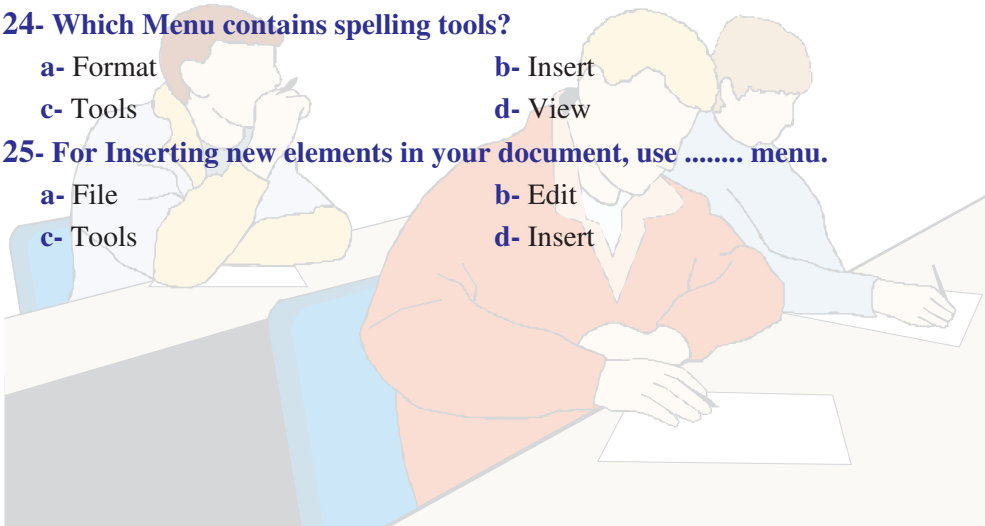 24- Which Menu contains spelling tools?
a- Format b- Insert
c- Tools d- View
25- For Inserting new elements in your document, use ........ menu.
a- File b- Edit
c- Tools d- Insert